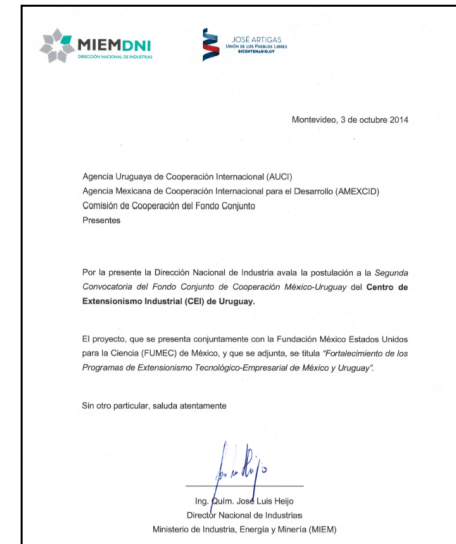 MIEMDNI
DIRECCIÓN NACIONAL DE INDUSTRIAS
JOSÉ ARTIGAS
UNIÓN DE LOS PUEBLOS LIBRES
BICENTENARIO.UY
Montevideo, 3 de octubre 2014
Agencia Uruguaya de Cooperación Internacional (AUCI)
Agencia Mexicana de Cooperación Internacional para el Desarrollo (AMEXCID)
Comisión de Cooperación del Fondo Conjunto
Presentes
Por la presente la Dirección Nacional de Industria avala la postulación a la Segunda
Convocatoria del Fondo Conjunto de Cooperación México-Uruguay del Centro de
Extensionismo Industrial (CEI) de Uruguay.
El proyecto, que se presenta conjuntamente con la Fundación México Estados Unidos
para la Ciencia (FUMEC) de México, y que se adjunta, se titula "Fortalecimiento de los
Programas de Extensionismo Tecnológico-Empresarial de México y Uruguay".
Sin otro particular, saluda atentamente
Ing. Quím. José Luis Heijo
Director Nacional de Industrias
Ministerio de Industria, Energía y Minería (MIEM)